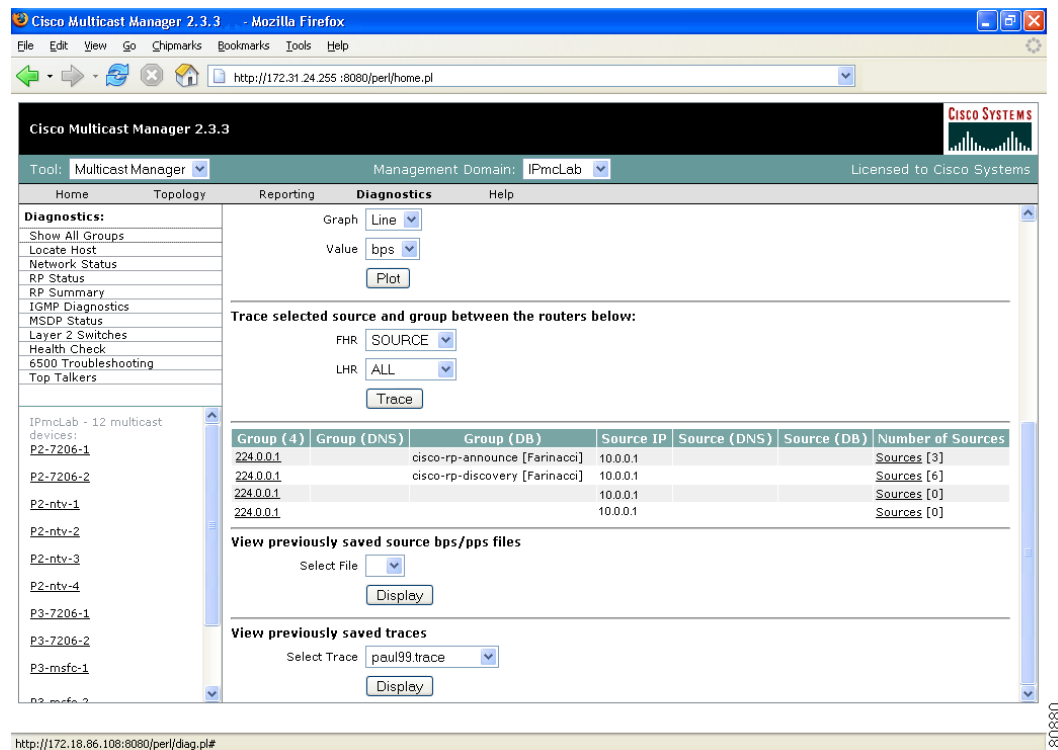 Cisco Multicast Manager 2.3.3 - Mozilla Firefox
File Edit View Go Chipmarks Bookmarks Tools Help
http://172.31.24.255 :8080/perl/home.pl
Cisco Multicast Manager 2.3.3
CISCO SYSTEMS
Tool: Multicast Manager Management Domain: IPmcLab Licensed to Cisco Systems
Home Topology Reporting Diagnostics Help
Diagnostics:
Show All Groups
Locate Host
Network Status
RP Status
RP Summary
IGMP Diagnostics
MSDP Status
Layer 2 Switches
Health Check
6500 Troubleshooting
Top Talkers
IPmcLab - 12 multicast
devices:
P2-7206-1
P2-7206-2
P2-ntv-1
P2-ntv-2
P2-ntv-3
P2-ntv-4
P3-7206-1
P3-7206-2
P3-msfc-1
Graph Line
Value bps
Plot
Trace selected source and group between the routers below:
FHR SOURCE
LHR ALL
Trace
Group (4) Group (DNS) Group (DB) Source IP Source (DNS) Source (DB) Number of Sources
224.0.0.1 cisco-rp-announce [Farinacci] 10.0.0.1 Sources [3]
224.0.0.1 cisco-rp-discovery [Farinacci] 10.0.0.1 Sources [6]
224.0.0.1 10.0.0.1 Sources [0]
224.0.0.1 10.0.0.1 Sources [0]
View previously saved source bps/pps files
Select File
Display
View previously saved traces
Select Trace paul99.trace
Display
http://172.18.86.108:8080/perl/diag.pl#